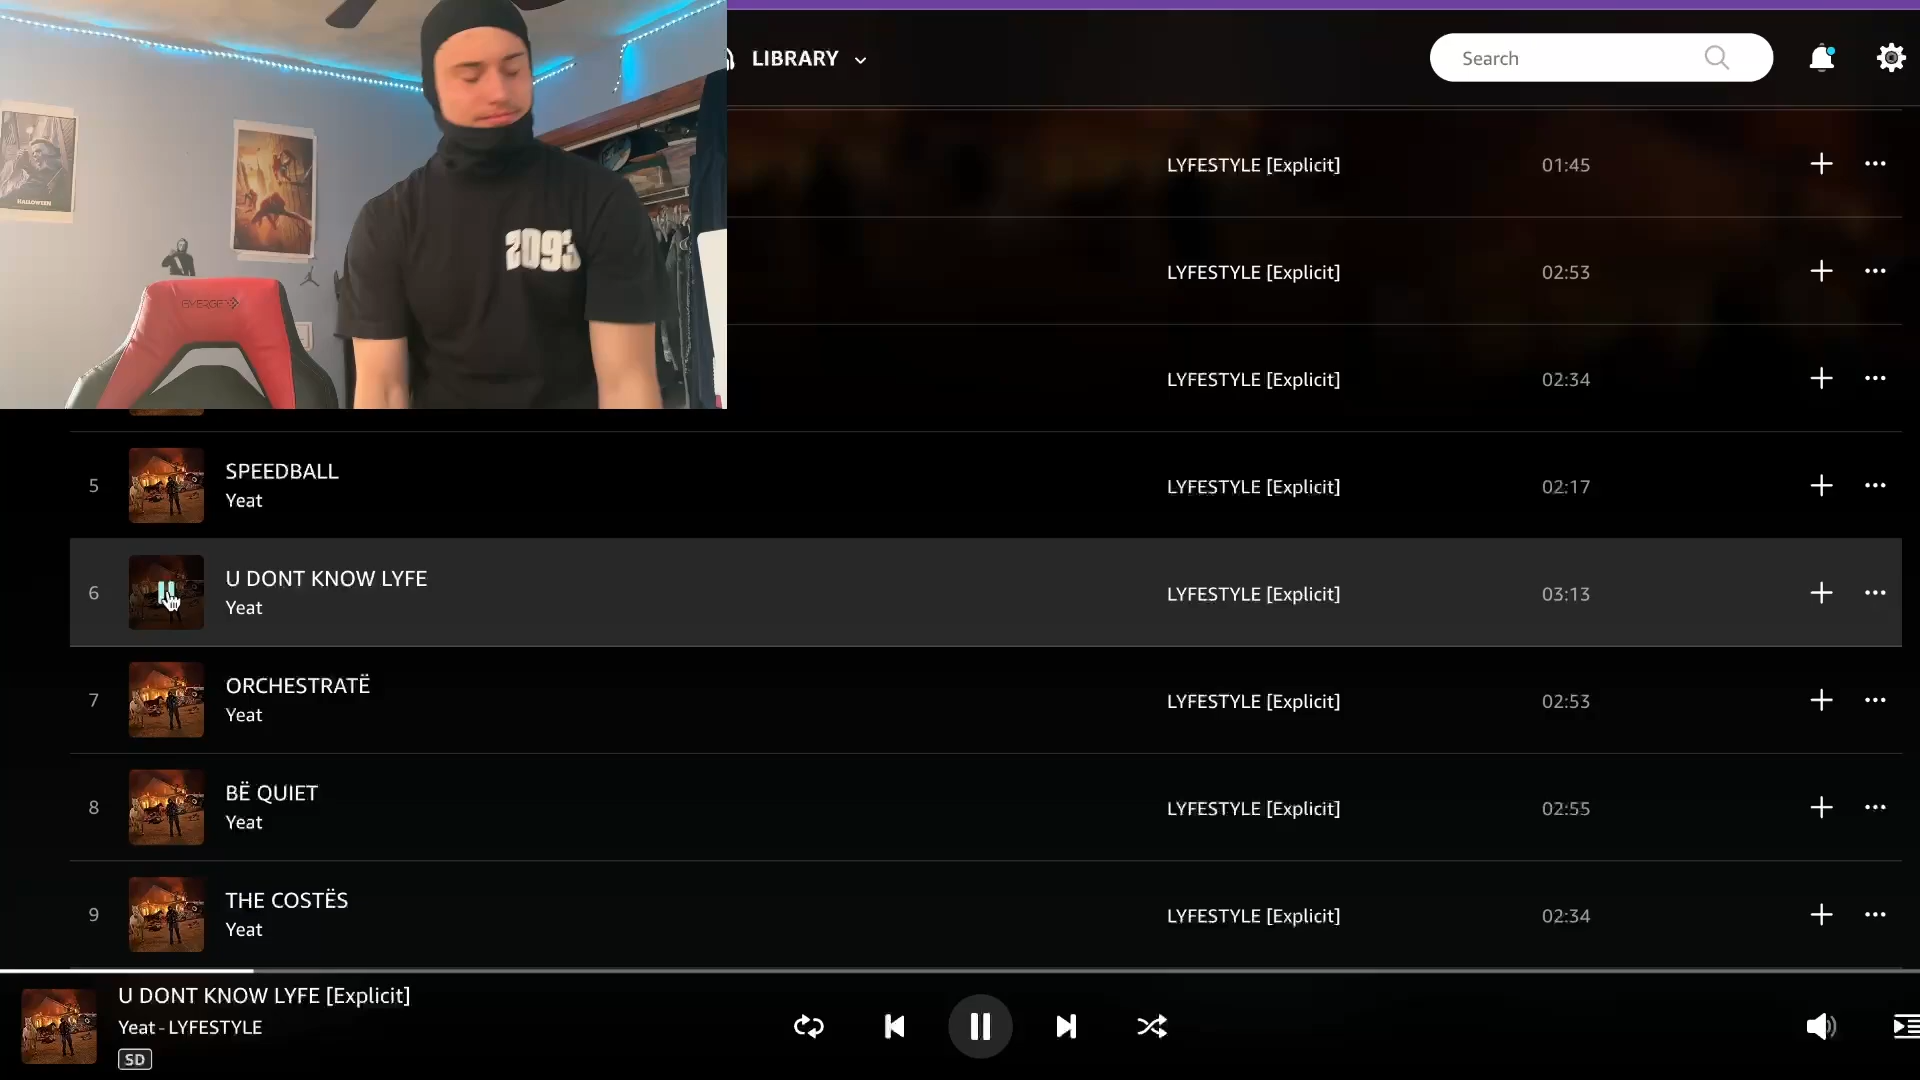 LIBRARY
Search
HALLOWEEN
2093
LYFESTYLE [Explicit] 01:45
LYFESTYLE [Explicit] 02:53
LYFESTYLE [Explicit] 02:34
5 SPEEDBALL LYFESTYLE [Explicit] 02:17
Yeat
6 U DONT KNOW LYFE LYFESTYLE [Explicit] 03:13
Yeat
7 ORCHESTRATË LYFESTYLE [Explicit] 02:53
Yeat
8 BË QUIET LYFESTYLE [Explicit] 02:55
Yeat
9 THE COSTËS LYFESTYLE [Explicit] 02:34
Yeat
U DONT KNOW LYFE [Explicit]
Yeat - LYFESTYLE
SD